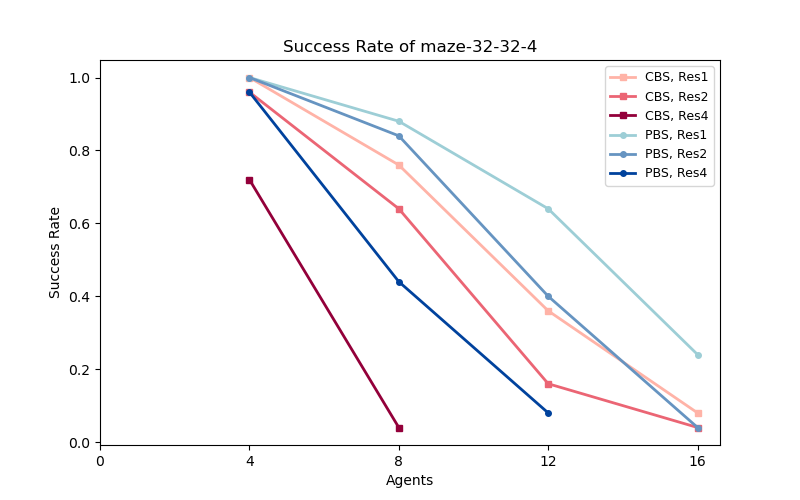 Success Rate of maze-32-32-4
CBS, Res1
CBS, Res2
CBS, Res4
PBS, Res1
PBS, Res2
PBS, Res4
Success Rate
1.0
0.8
0.6
0.4
0.2
0.0
0
4
8
12
16
Agents